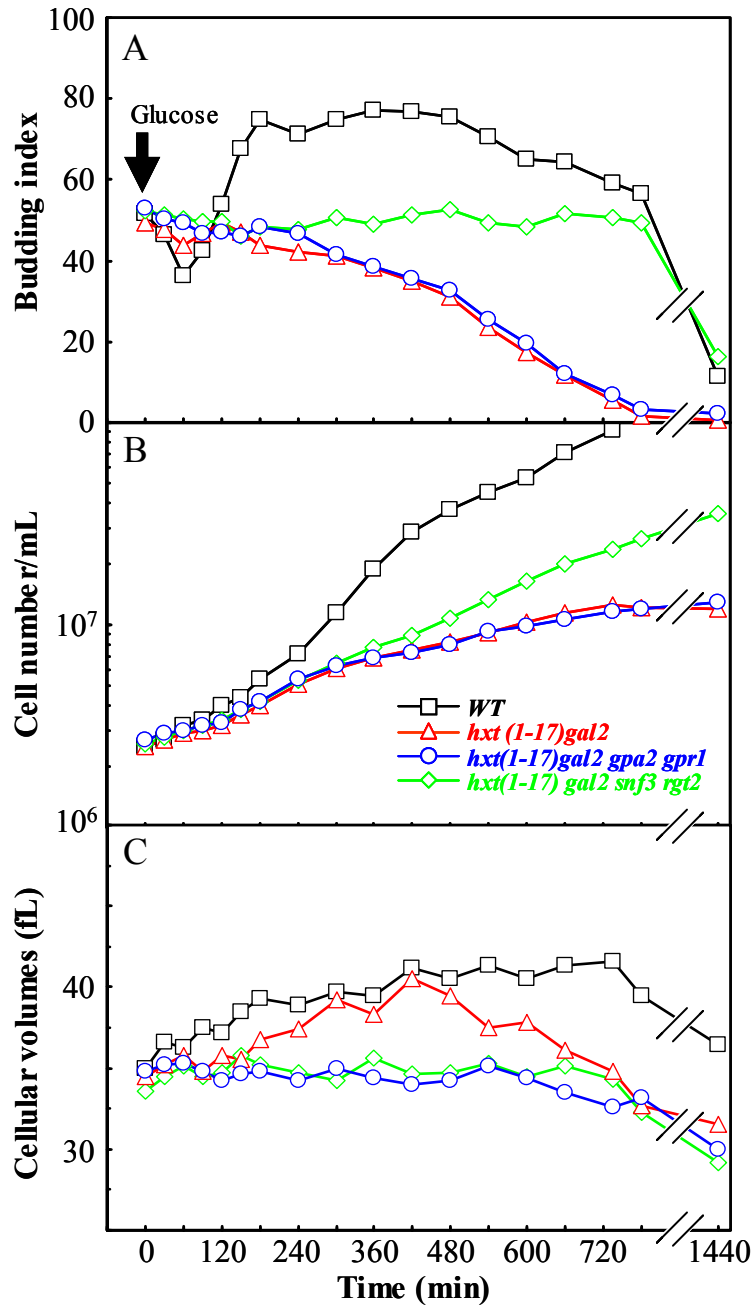 A
Glucose
Budding index
100
80
60
40
20
0
B
Cell number/mL
10⁷
10⁶
WT
hxt (1-17)gal2
hxt(1-17)gal2 gpa2 gpr1
hxt(1-17) gal2 snf3 rgt2
C
Cellular volumes (fL)
40
30
0 120 240 360 480 600 720 1440
Time (min)